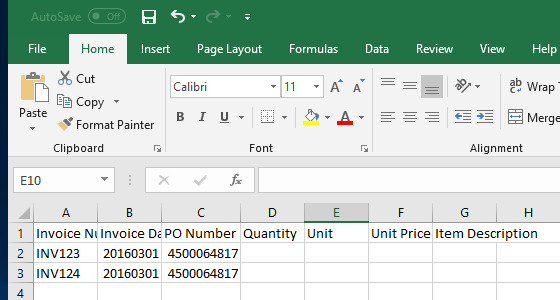 AutoSave Off
File Home Insert Page Layout Formulas Data Review View Help
Cut
Calibri 11 A A Wrap T
Copy
Paste B I U A Merge
Format Painter
Clipboard Font Alignment
E10 fx
A B C D E F G H
1 Invoice Nu Invoice Da PO Number Quantity Unit Unit Price Item Description
2 INV123 20160301 4500064817
3 INV124 20160301 4500064817
4